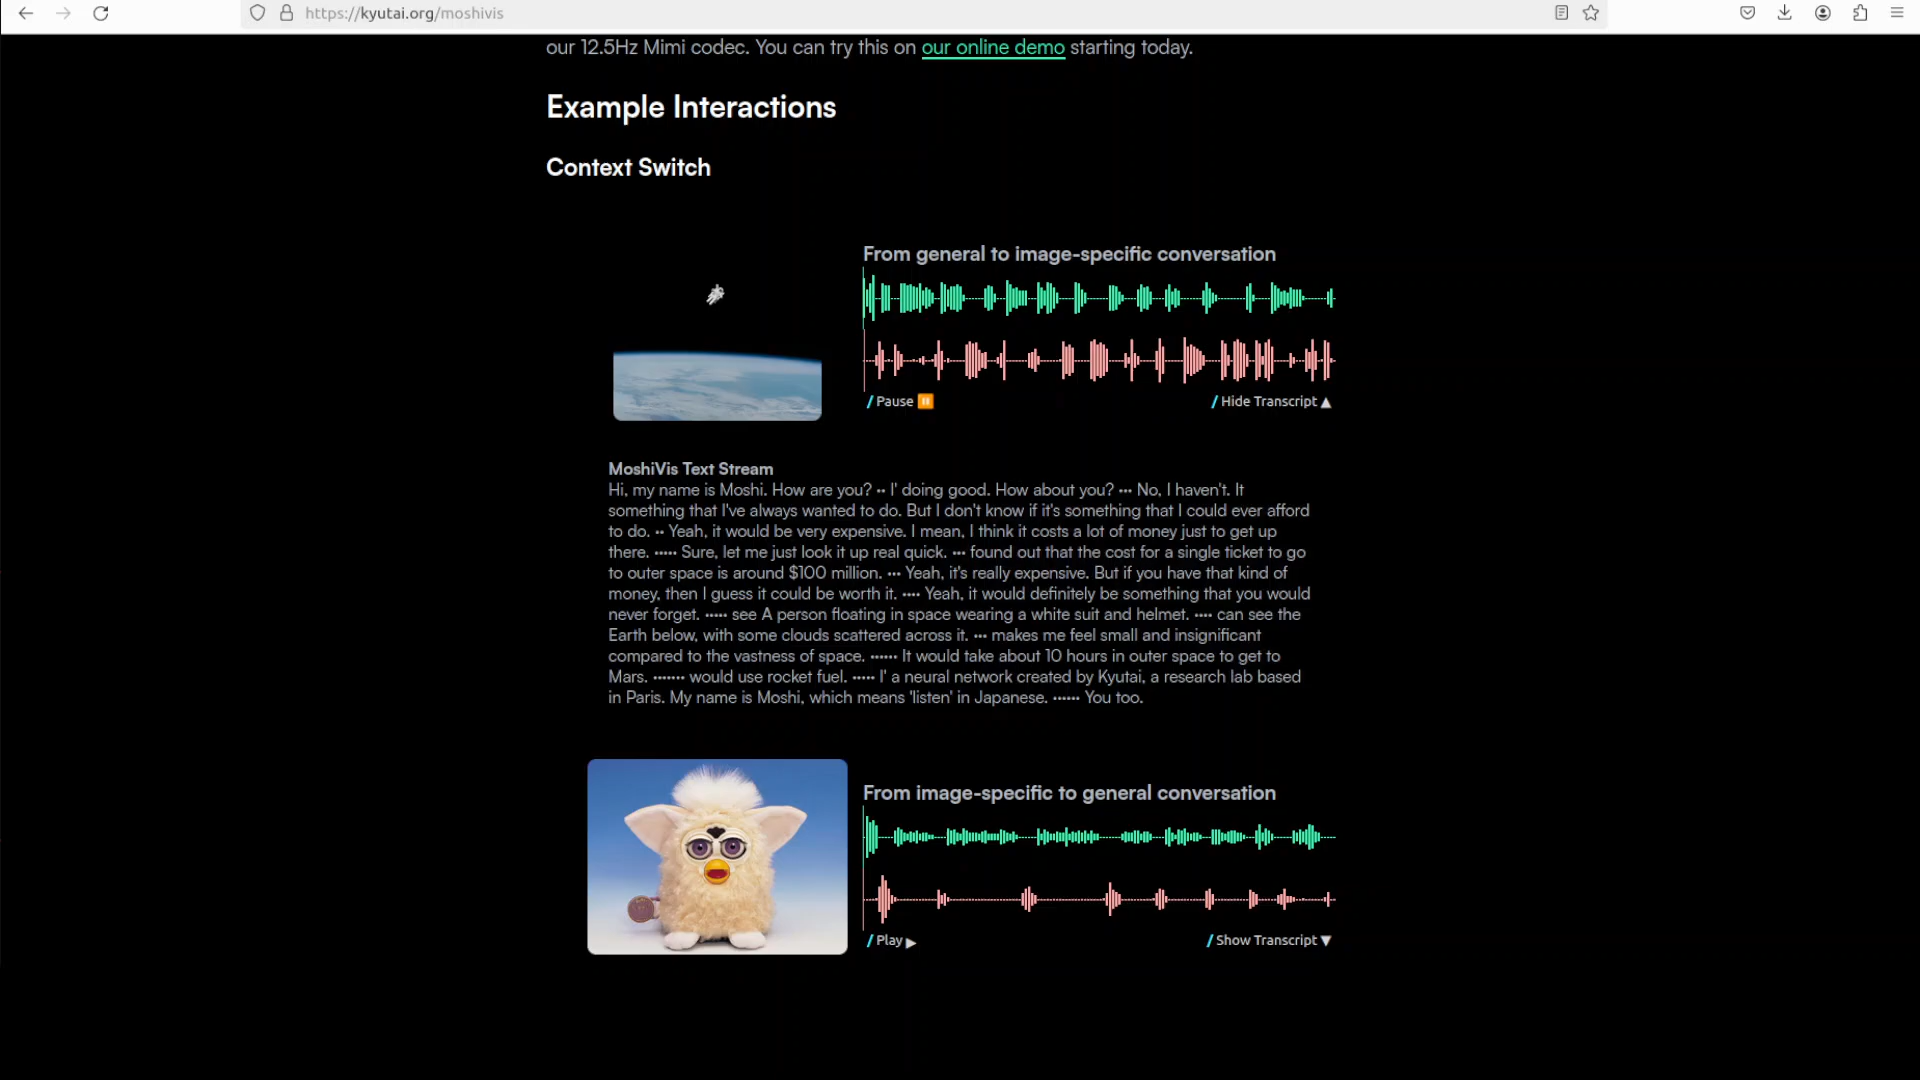 https://kyutai.org/moshivis
our 12.5Hz Mimi codec. You can try this on our online demo starting today.
Example Interactions
Context Switch
From general to image-specific conversation
/ Pause ⏸
/ Hide Transcript ▲
MoshiVis Text Stream
Hi, my name is Moshi. How are you? •• I' doing good. How about you? ••• No, I haven't. It
something that I've always wanted to do. But I don't know if it's something that I could ever afford
to do. •• Yeah, it would be very expensive. I mean, I think it costs a lot of money just to get up
there. ••••• Sure, let me just look it up real quick. ••• found out that the cost for a single ticket to go
to outer space is around $100 million. ••• Yeah, it's really expensive. But if you have that kind of
money, then I guess it could be worth it. •••• Yeah, it would definitely be something that you would
never forget. ••••• see A person floating in space wearing a white suit and helmet. •••• can see the
Earth below, with some clouds scattered across it. ••• makes me feel small and insignificant
compared to the vastness of space. •••••• It would take about 10 hours in outer space to get to
Mars. ••••••• would use rocket fuel. ••••• I' a neural network created by Kyutai, a research lab based
in Paris. My name is Moshi, which means 'listen' in Japanese. •••••• You too.
From image-specific to general conversation
/ Play ▶
/ Show Transcript ▼